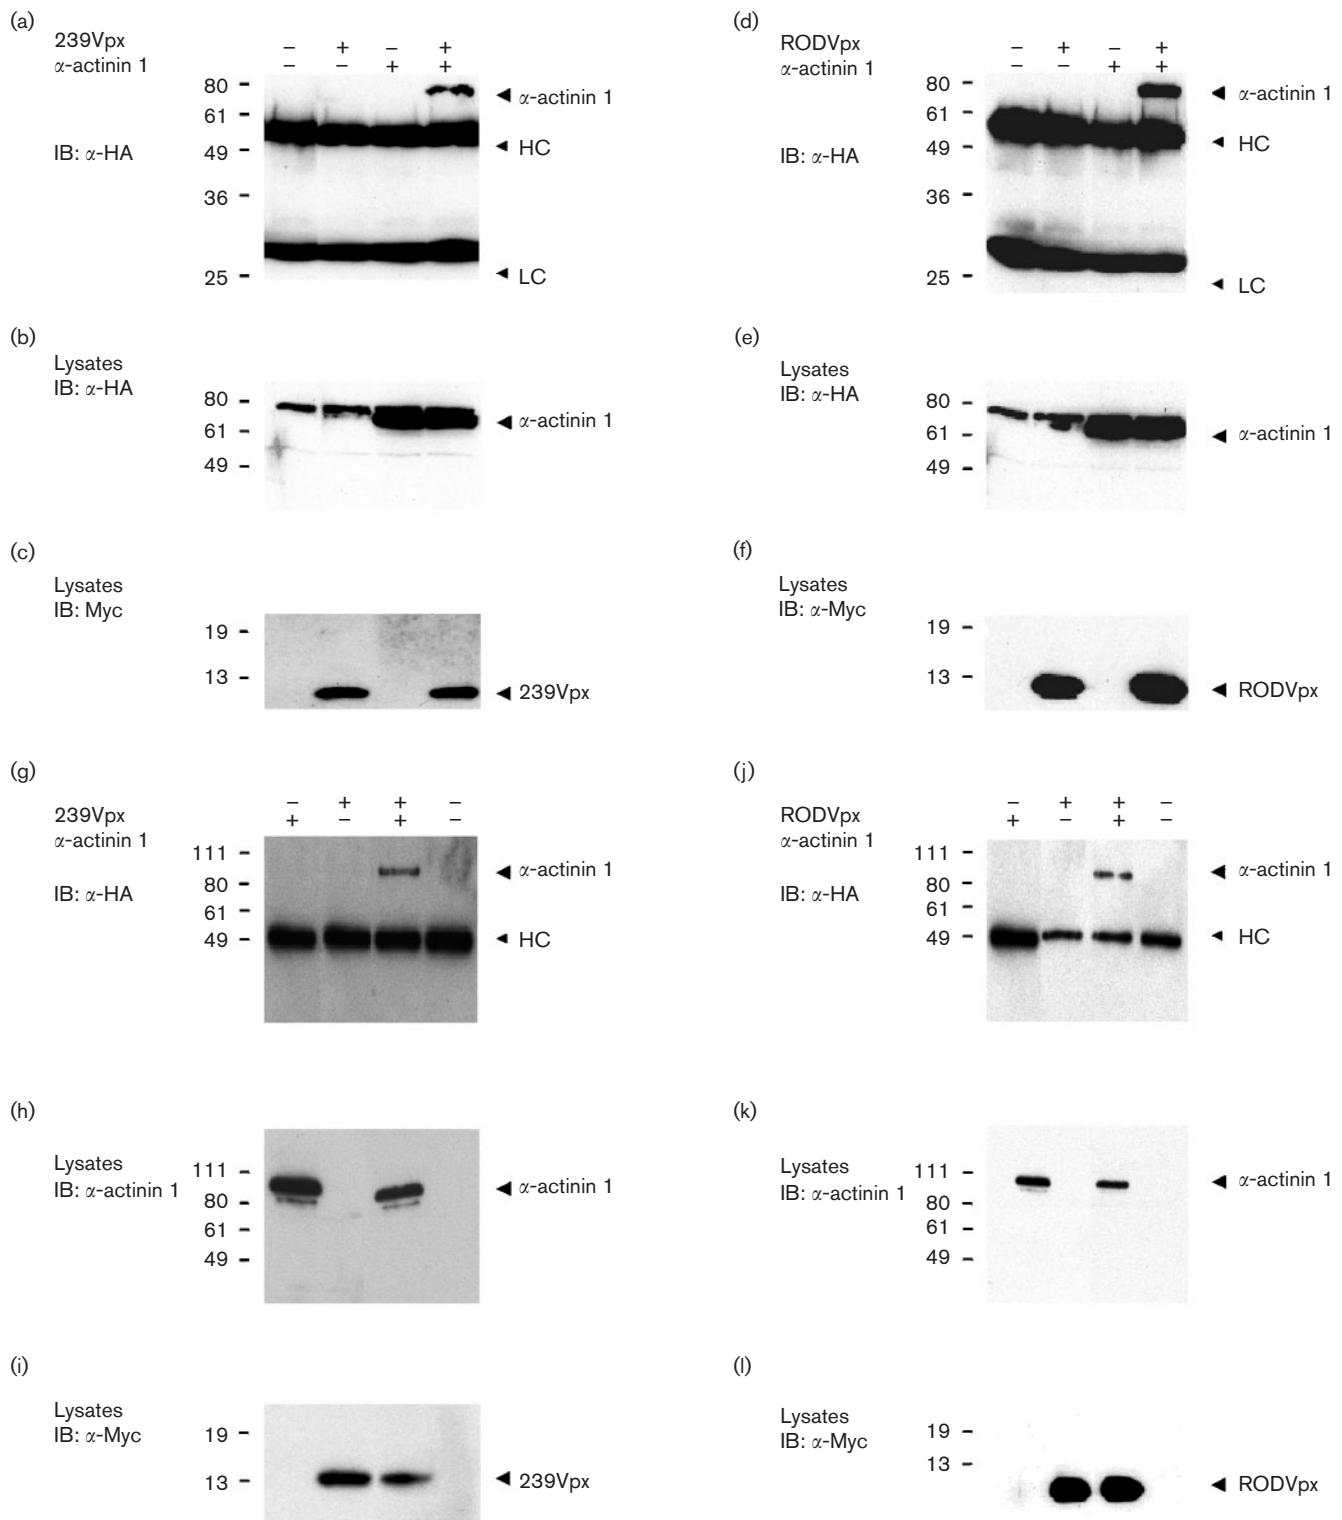 (a)
239Vpx – + – +
α-actinin 1 – – + +
80
61
49
36
25
IB: α-HA
α-actinin 1
HC
LC
(b)
Lysates
IB: α-HA
80
61
49
α-actinin 1
(c)
Lysates
IB: Myc
19
13
239Vpx
(d)
RODVpx – + – +
α-actinin 1 – – + +
80
61
49
36
25
IB: α-HA
α-actinin 1
HC
LC
(e)
Lysates
IB: α-HA
80
61
49
α-actinin 1
(f)
Lysates
IB: α-Myc
19
13
RODVpx
(g)
239Vpx – + + –
α-actinin 1 + – + –
111
80
61
49
IB: α-HA
α-actinin 1
HC
(h)
Lysates
IB: α-actinin 1
111
80
61
49
α-actinin 1
(i)
Lysates
IB: α-Myc
19
13
239Vpx
(j)
RODVpx – + + –
α-actinin 1 + – + –
111
80
61
49
IB: α-HA
α-actinin 1
HC
(k)
Lysates
IB: α-actinin 1
111
80
61
49
α-actinin 1
(l)
Lysates
IB: α-Myc
19
13
RODVpx